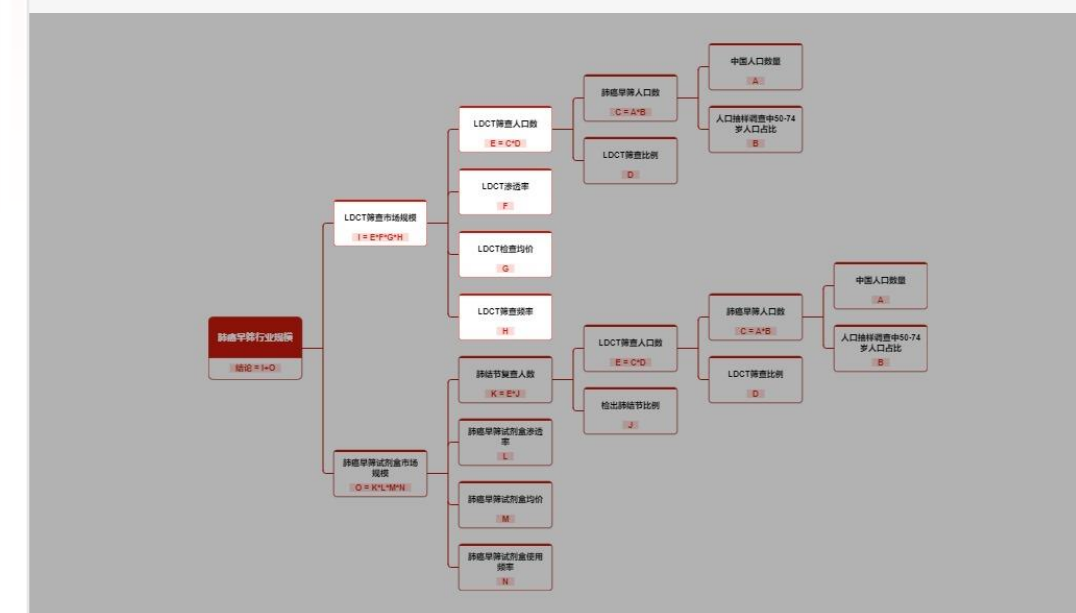 中国人口数量
A
肺癌早筛人口数
C = A*B
人口抽样调查中50-74
岁人口占比
B
LDCT筛查人口数
E = C*D
LDCT筛查比例
D
LDCT渗透率
F
LDCT筛查市场规模
I = E*F*G*H
LDCT检查均价
G
LDCT筛查频率
H
肺癌早筛行业规模
结论 = I+O
中国人口数量
A
肺癌早筛人口数
C = A*B
人口抽样调查中50-74
岁人口占比
B
LDCT筛查人口数
E = C*D
LDCT筛查比例
D
肺结节复查人数
K = E*J
检出肺结节比例
J
肺癌早筛试剂盒渗透
率
L
肺癌早筛试剂盒市场
规模
O = K*L*M*N
肺癌早筛试剂盒均价
M
肺癌早筛试剂盒使用
频率
N